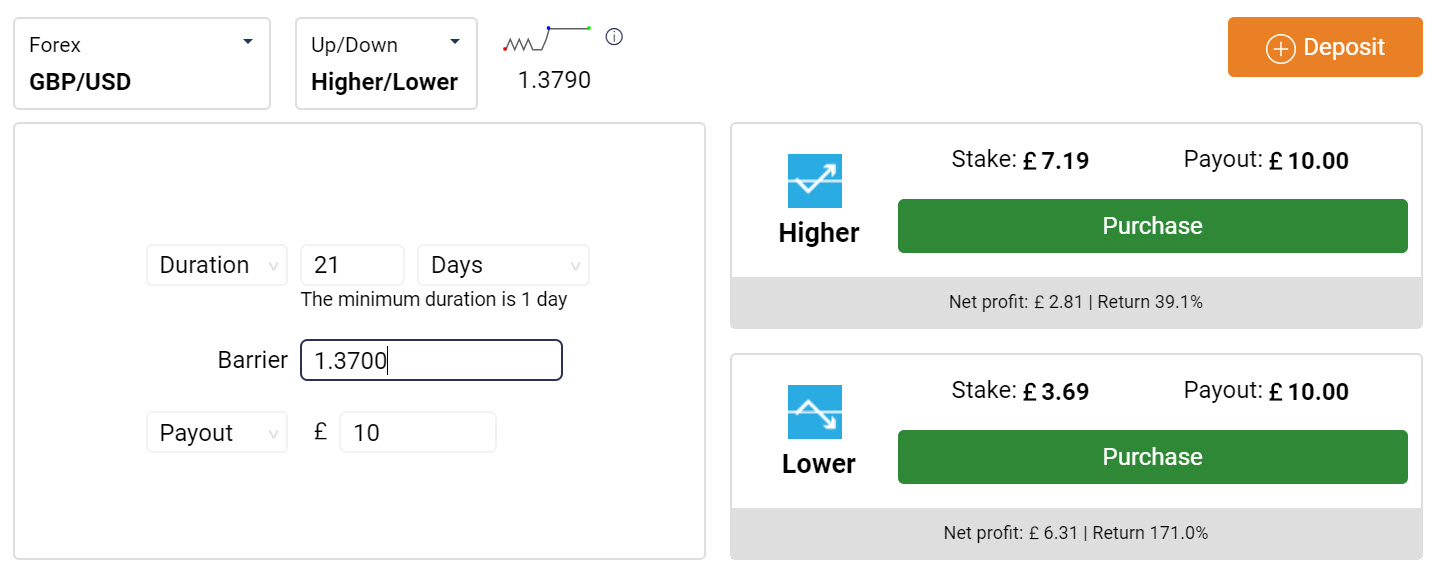 Forex
GBP/USD
Up/Down
Higher/Lower
1.3790
Deposit
Duration 21 Days
The minimum duration is 1 day
Barrier 1.3700
Payout £ 10
Stake: £ 7.19 Payout: £ 10.00
Higher
Purchase
Net profit: £ 2.81 | Return 39.1%
Stake: £ 3.69 Payout: £ 10.00
Lower
Purchase
Net profit: £ 6.31 | Return 171.0%